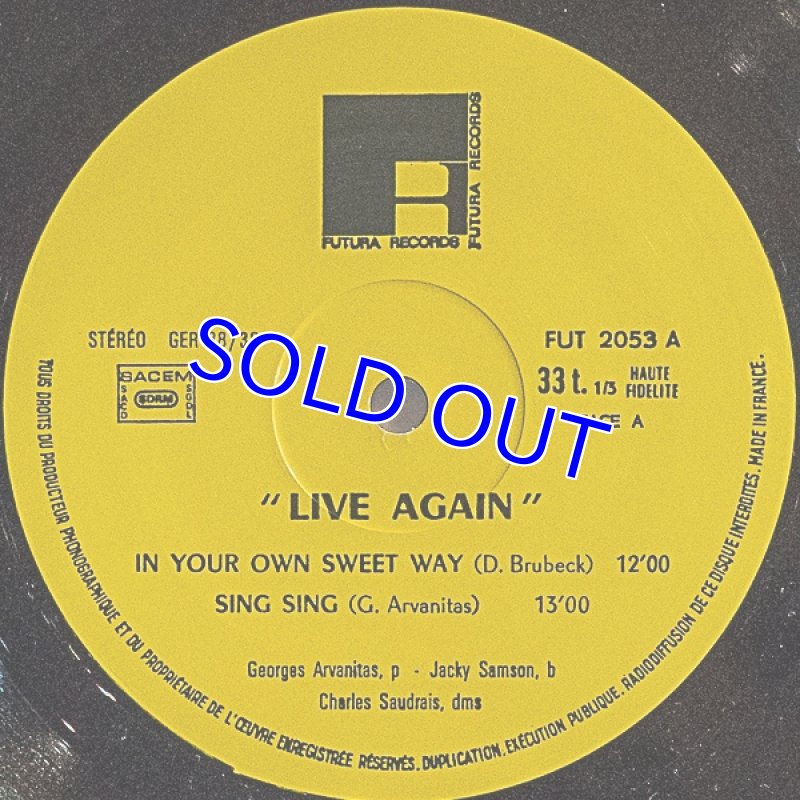 FUTURA RECORDS
FUTURA RECORDS
STÉRÉO GER
FUT 2053 A
SACEM
SACD SDRM SGDL
33 t. 1/3 HAUTE FIDELITE
A
SOLD OUT
"LIVE AGAIN"
IN YOUR OWN SWEET WAY (D. Brubeck) 12'00
SING SING (G. Arvanitas) 13'00
Georges Arvanitas, p - Jacky Samson, b
Charles Saudrais, dms
TOUS DROITS DU PRODUCTEUR PHONOGRAPHIQUE ET DU PROPRIÉTAIRE DE L'ŒUVRE ENREGISTRÉE RÉSERVÉS. DUPLICATION. EXÉCUTION PUBLIQUE. RADIODIFFUSION DE CE DISQUE INTERDITES. MADE IN FRANCE.